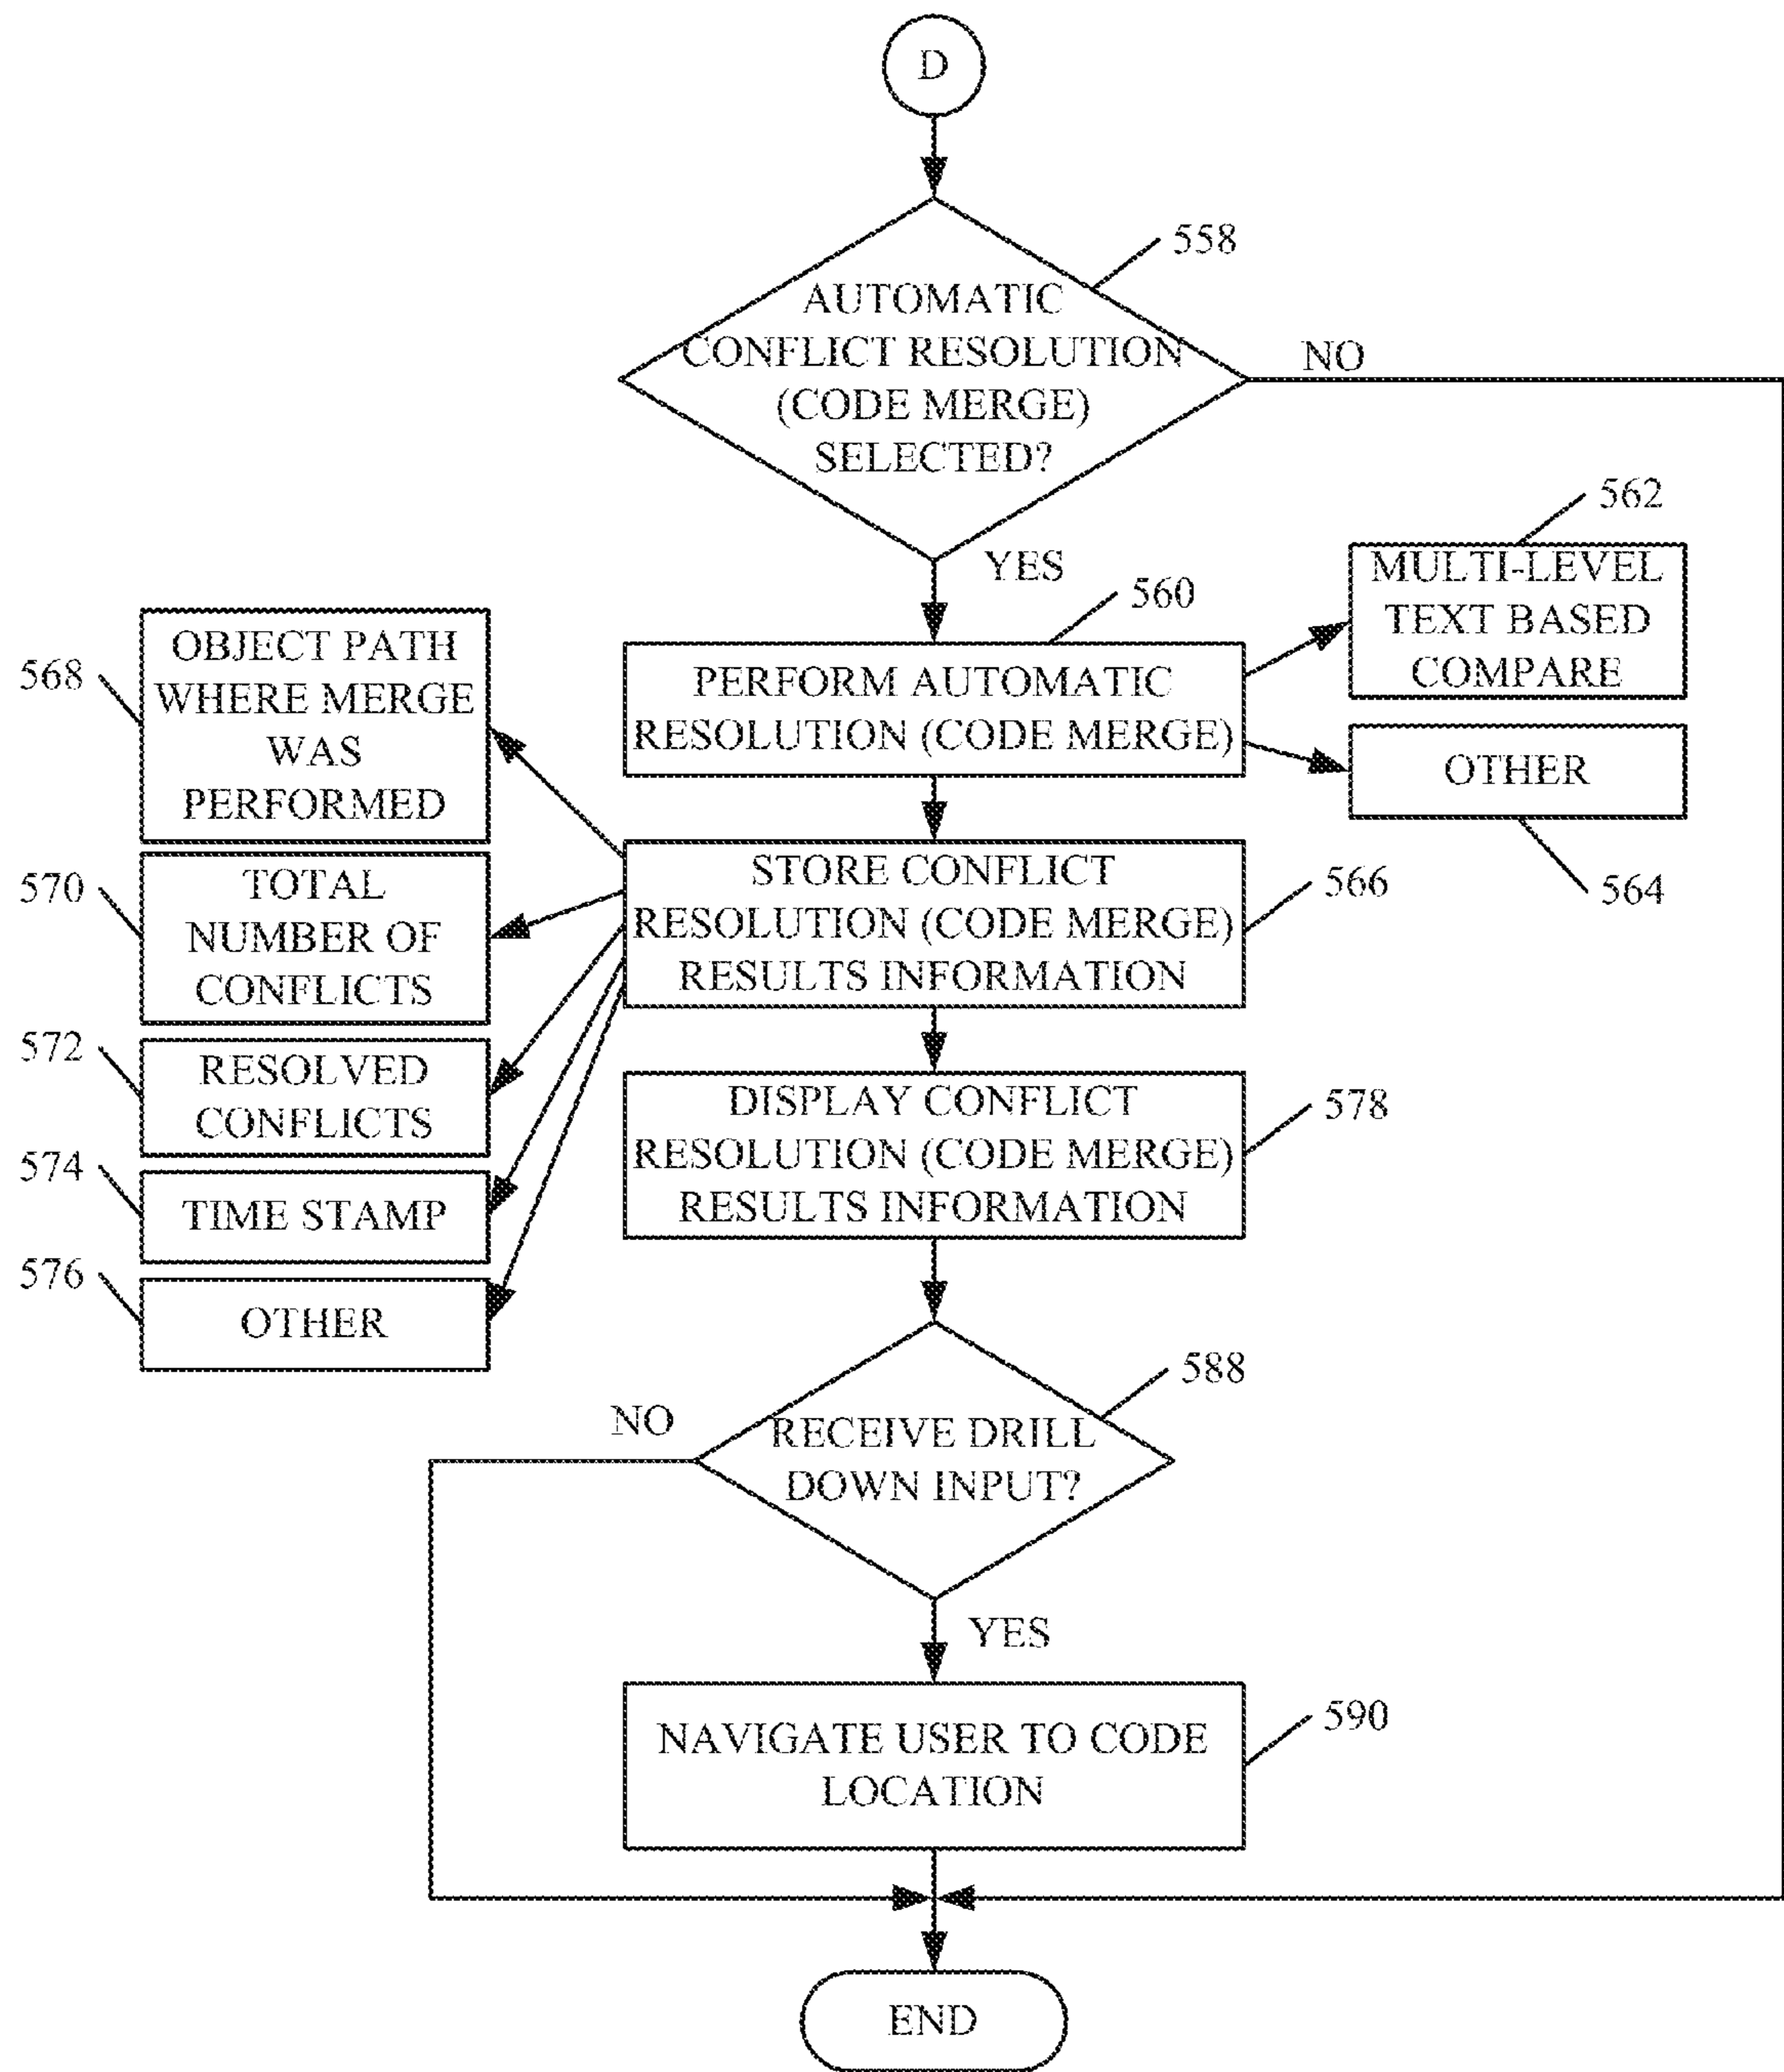 D
558
AUTOMATIC
CONFLICT RESOLUTION
(CODE MERGE)
SELECTED?
NO
YES
560
PERFORM AUTOMATIC
RESOLUTION (CODE MERGE)
562
MULTI-LEVEL
TEXT BASED
COMPARE
OTHER
564
568
OBJECT PATH
WHERE MERGE
WAS
PERFORMED
570
TOTAL
NUMBER OF
CONFLICTS
572
RESOLVED
CONFLICTS
574
TIME STAMP
576
OTHER
STORE CONFLICT
RESOLUTION (CODE MERGE)
RESULTS INFORMATION
566
DISPLAY CONFLICT
RESOLUTION (CODE MERGE)
RESULTS INFORMATION
578
588
NO
RECEIVE DRILL
DOWN INPUT?
YES
NAVIGATE USER TO CODE
LOCATION
590
END